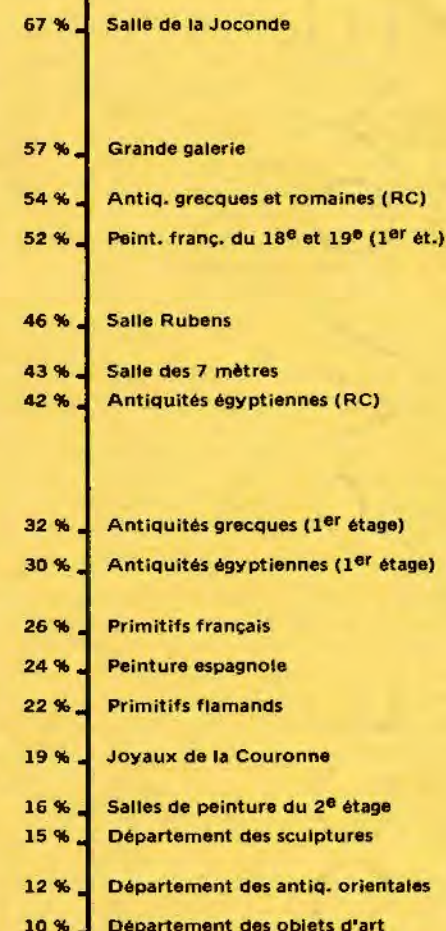 67 % Salle de la Joconde
57 % Grande galerie
54 % Antiq. grecques et romaines (RC)
52 % Peint. franç. du 18e et 19e (1er ét.)
46 % Salle Rubens
43 % Salle des 7 mètres
42 % Antiquités égyptiennes (RC)
32 % Antiquités grecques (1er étage)
30 % Antiquités égyptiennes (1er étage)
26 % Primitifs français
24 % Peinture espagnole
22 % Primitifs flamands
19 % Joyaux de la Couronne
16 % Salles de peinture du 2e étage
15 % Département des sculptures
12 % Département des antiq. orientales
10 % Département des objets d'art